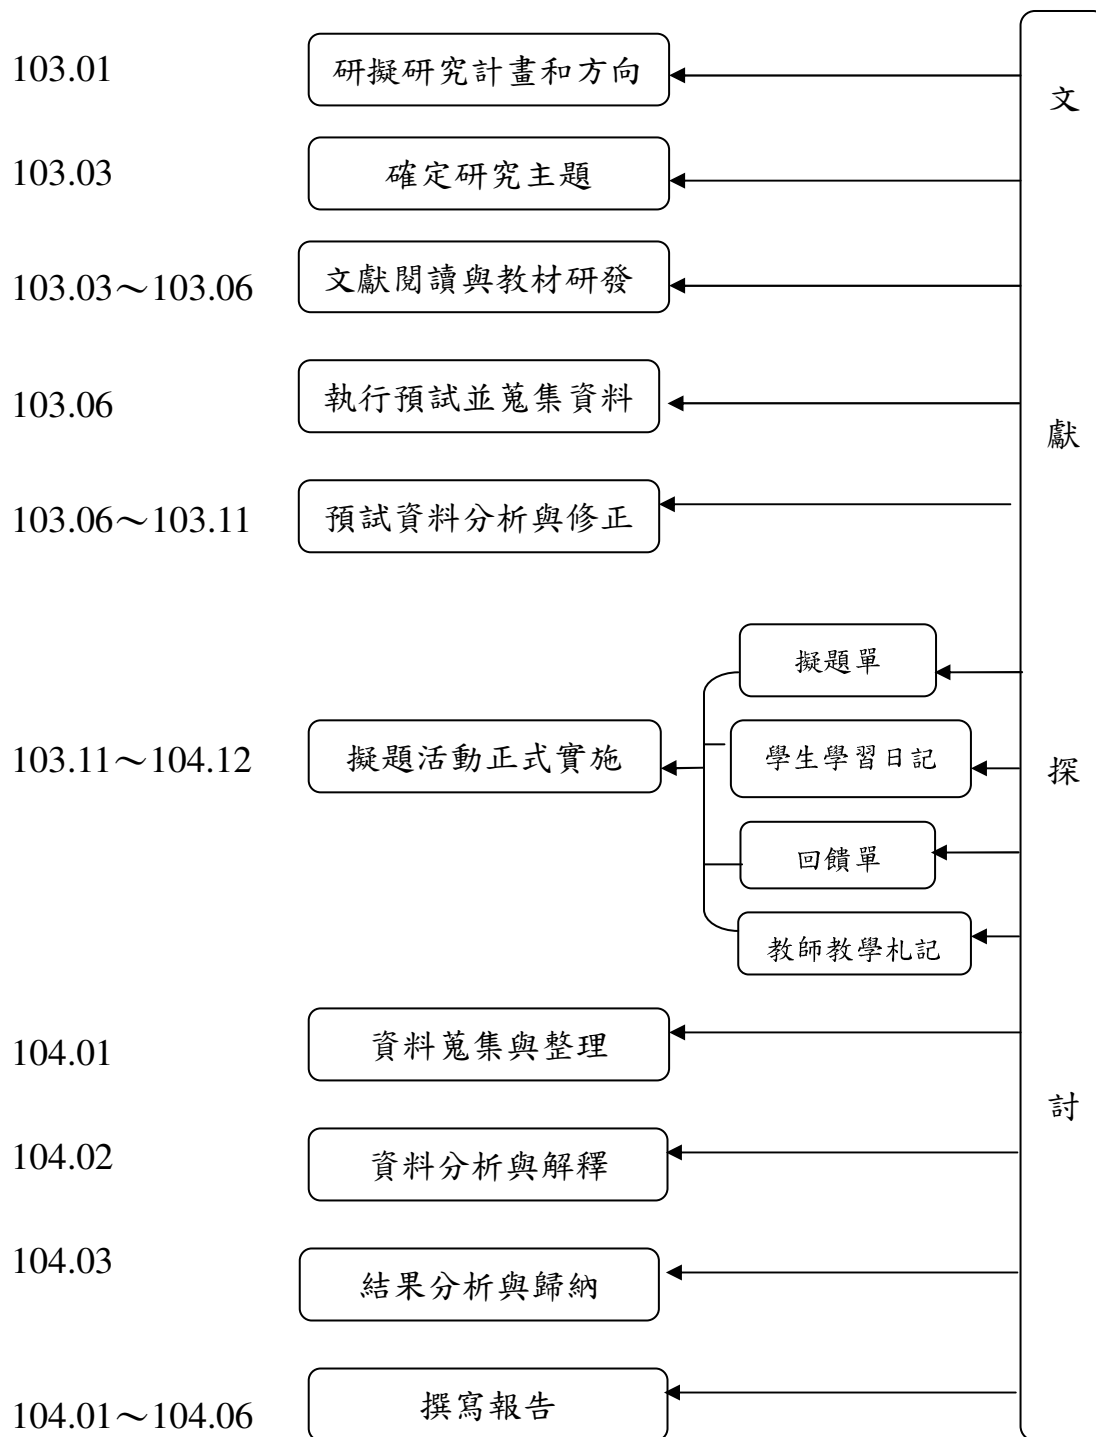 103.01 研擬研究計畫和方向
103.03 確定研究主題
103.03～103.06 文獻閱讀與教材研發
103.06 執行預試並蒐集資料
103.06～103.11 預試資料分析與修正
103.11～104.12 擬題活動正式實施
擬題單
學生學習日記
回饋單
教師教學札記
104.01 資料蒐集與整理
104.02 資料分析與解釋
104.03 結果分析與歸納
104.01～104.06 撰寫報告
文獻探討